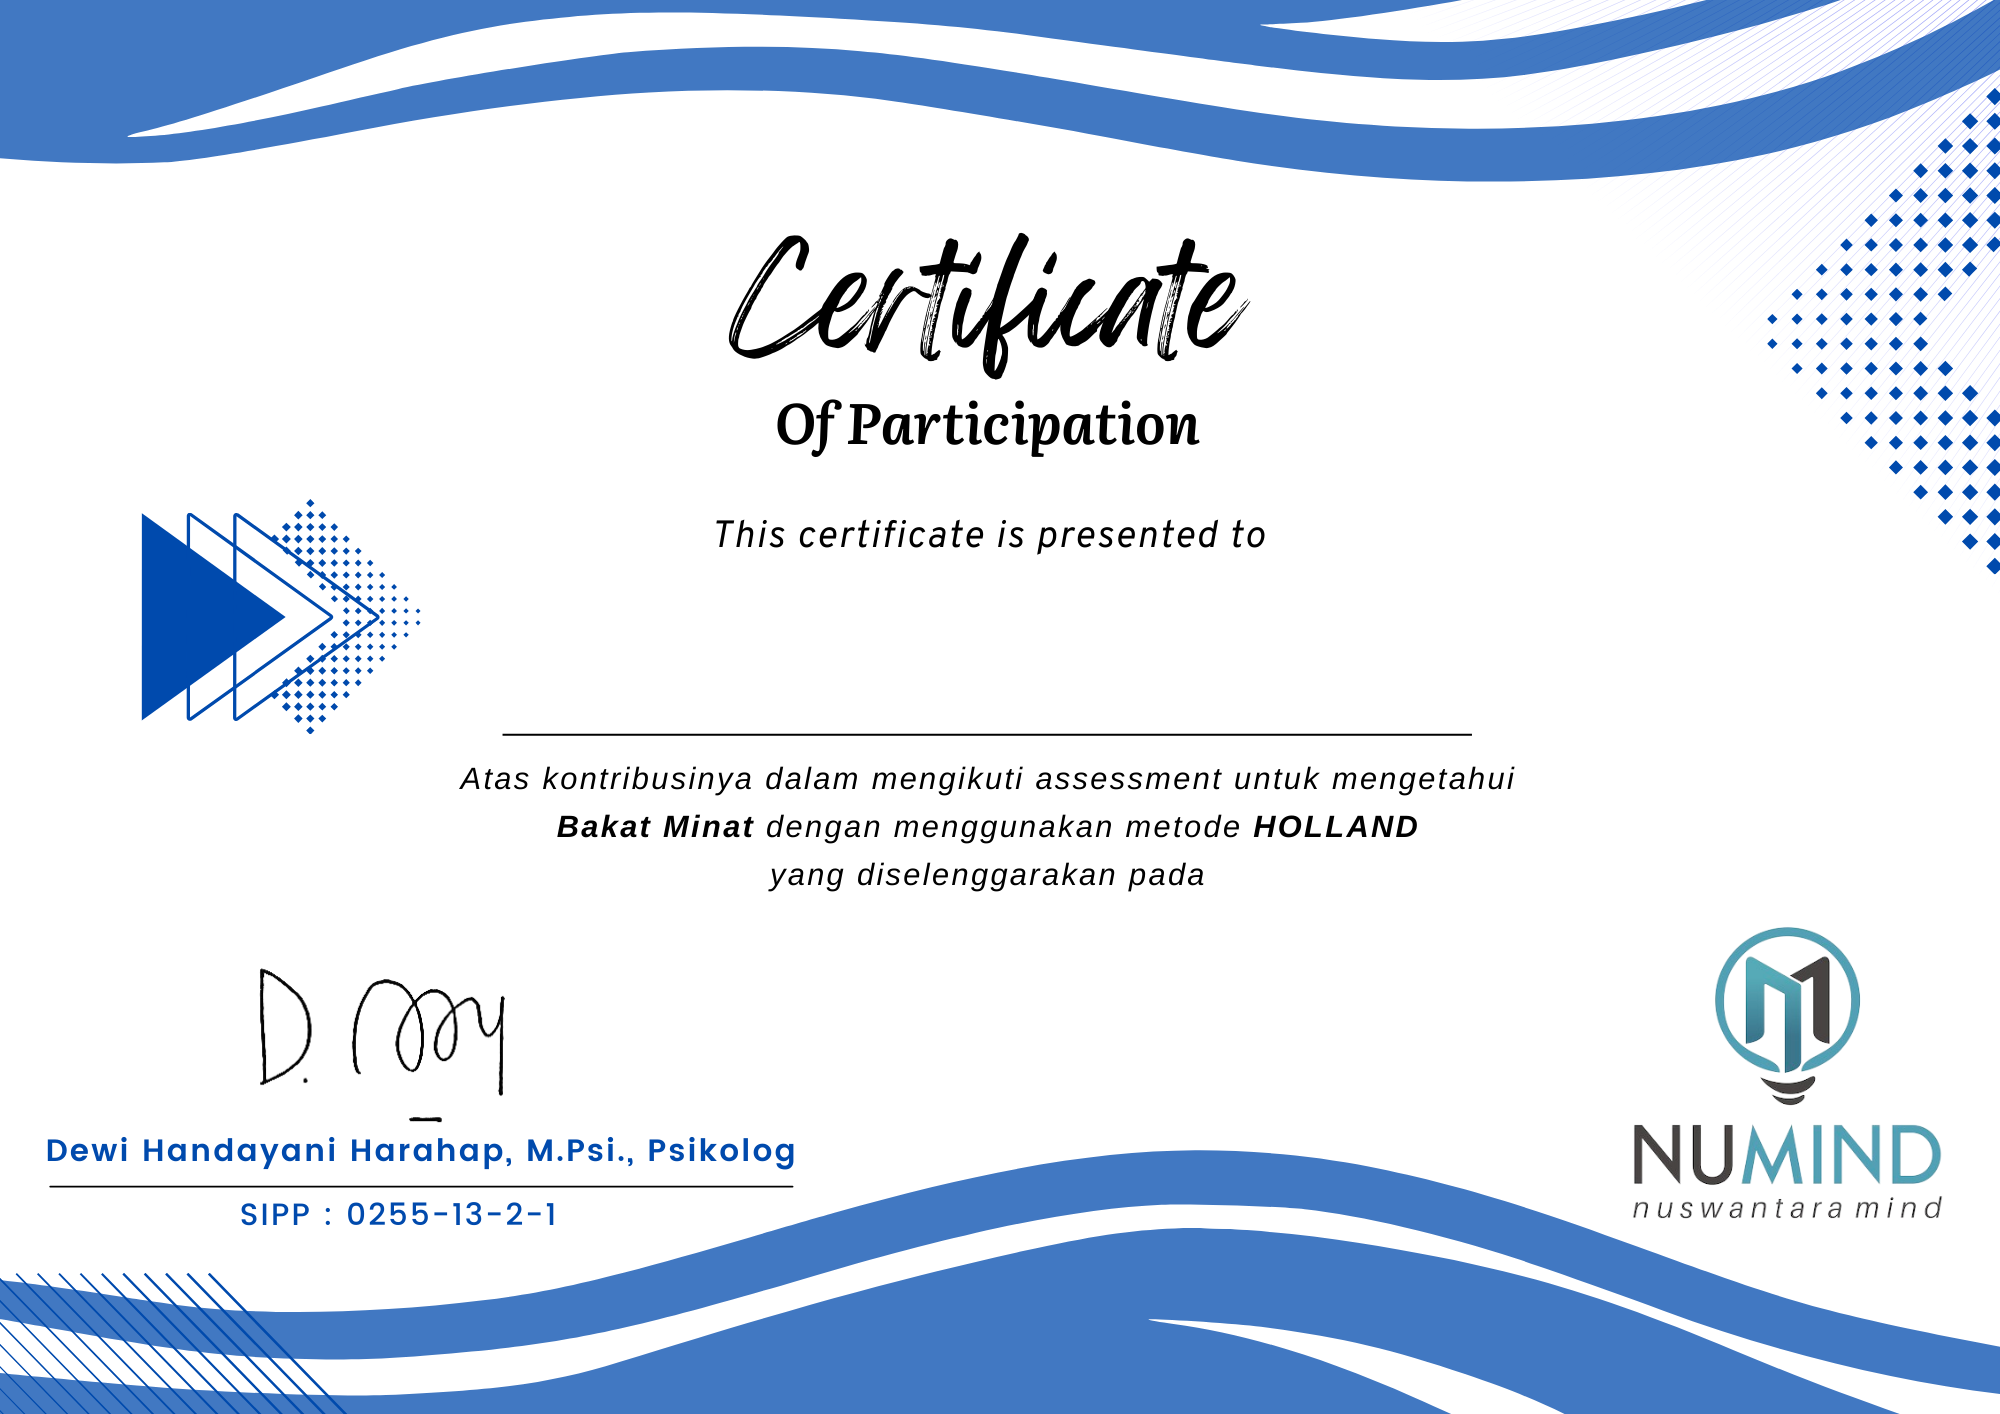 Certificate
Of Participation
This certificate is presented to
Atas kontribusinya dalam mengikuti assessment untuk mengetahui
Bakat Minat dengan menggunakan metode HOLLAND
yang diselenggarakan pada
Dewi Handayani Harahap, M.Psi., Psikolog
SIPP : 0255-13-2-1
NUMIND
nuswantara mind